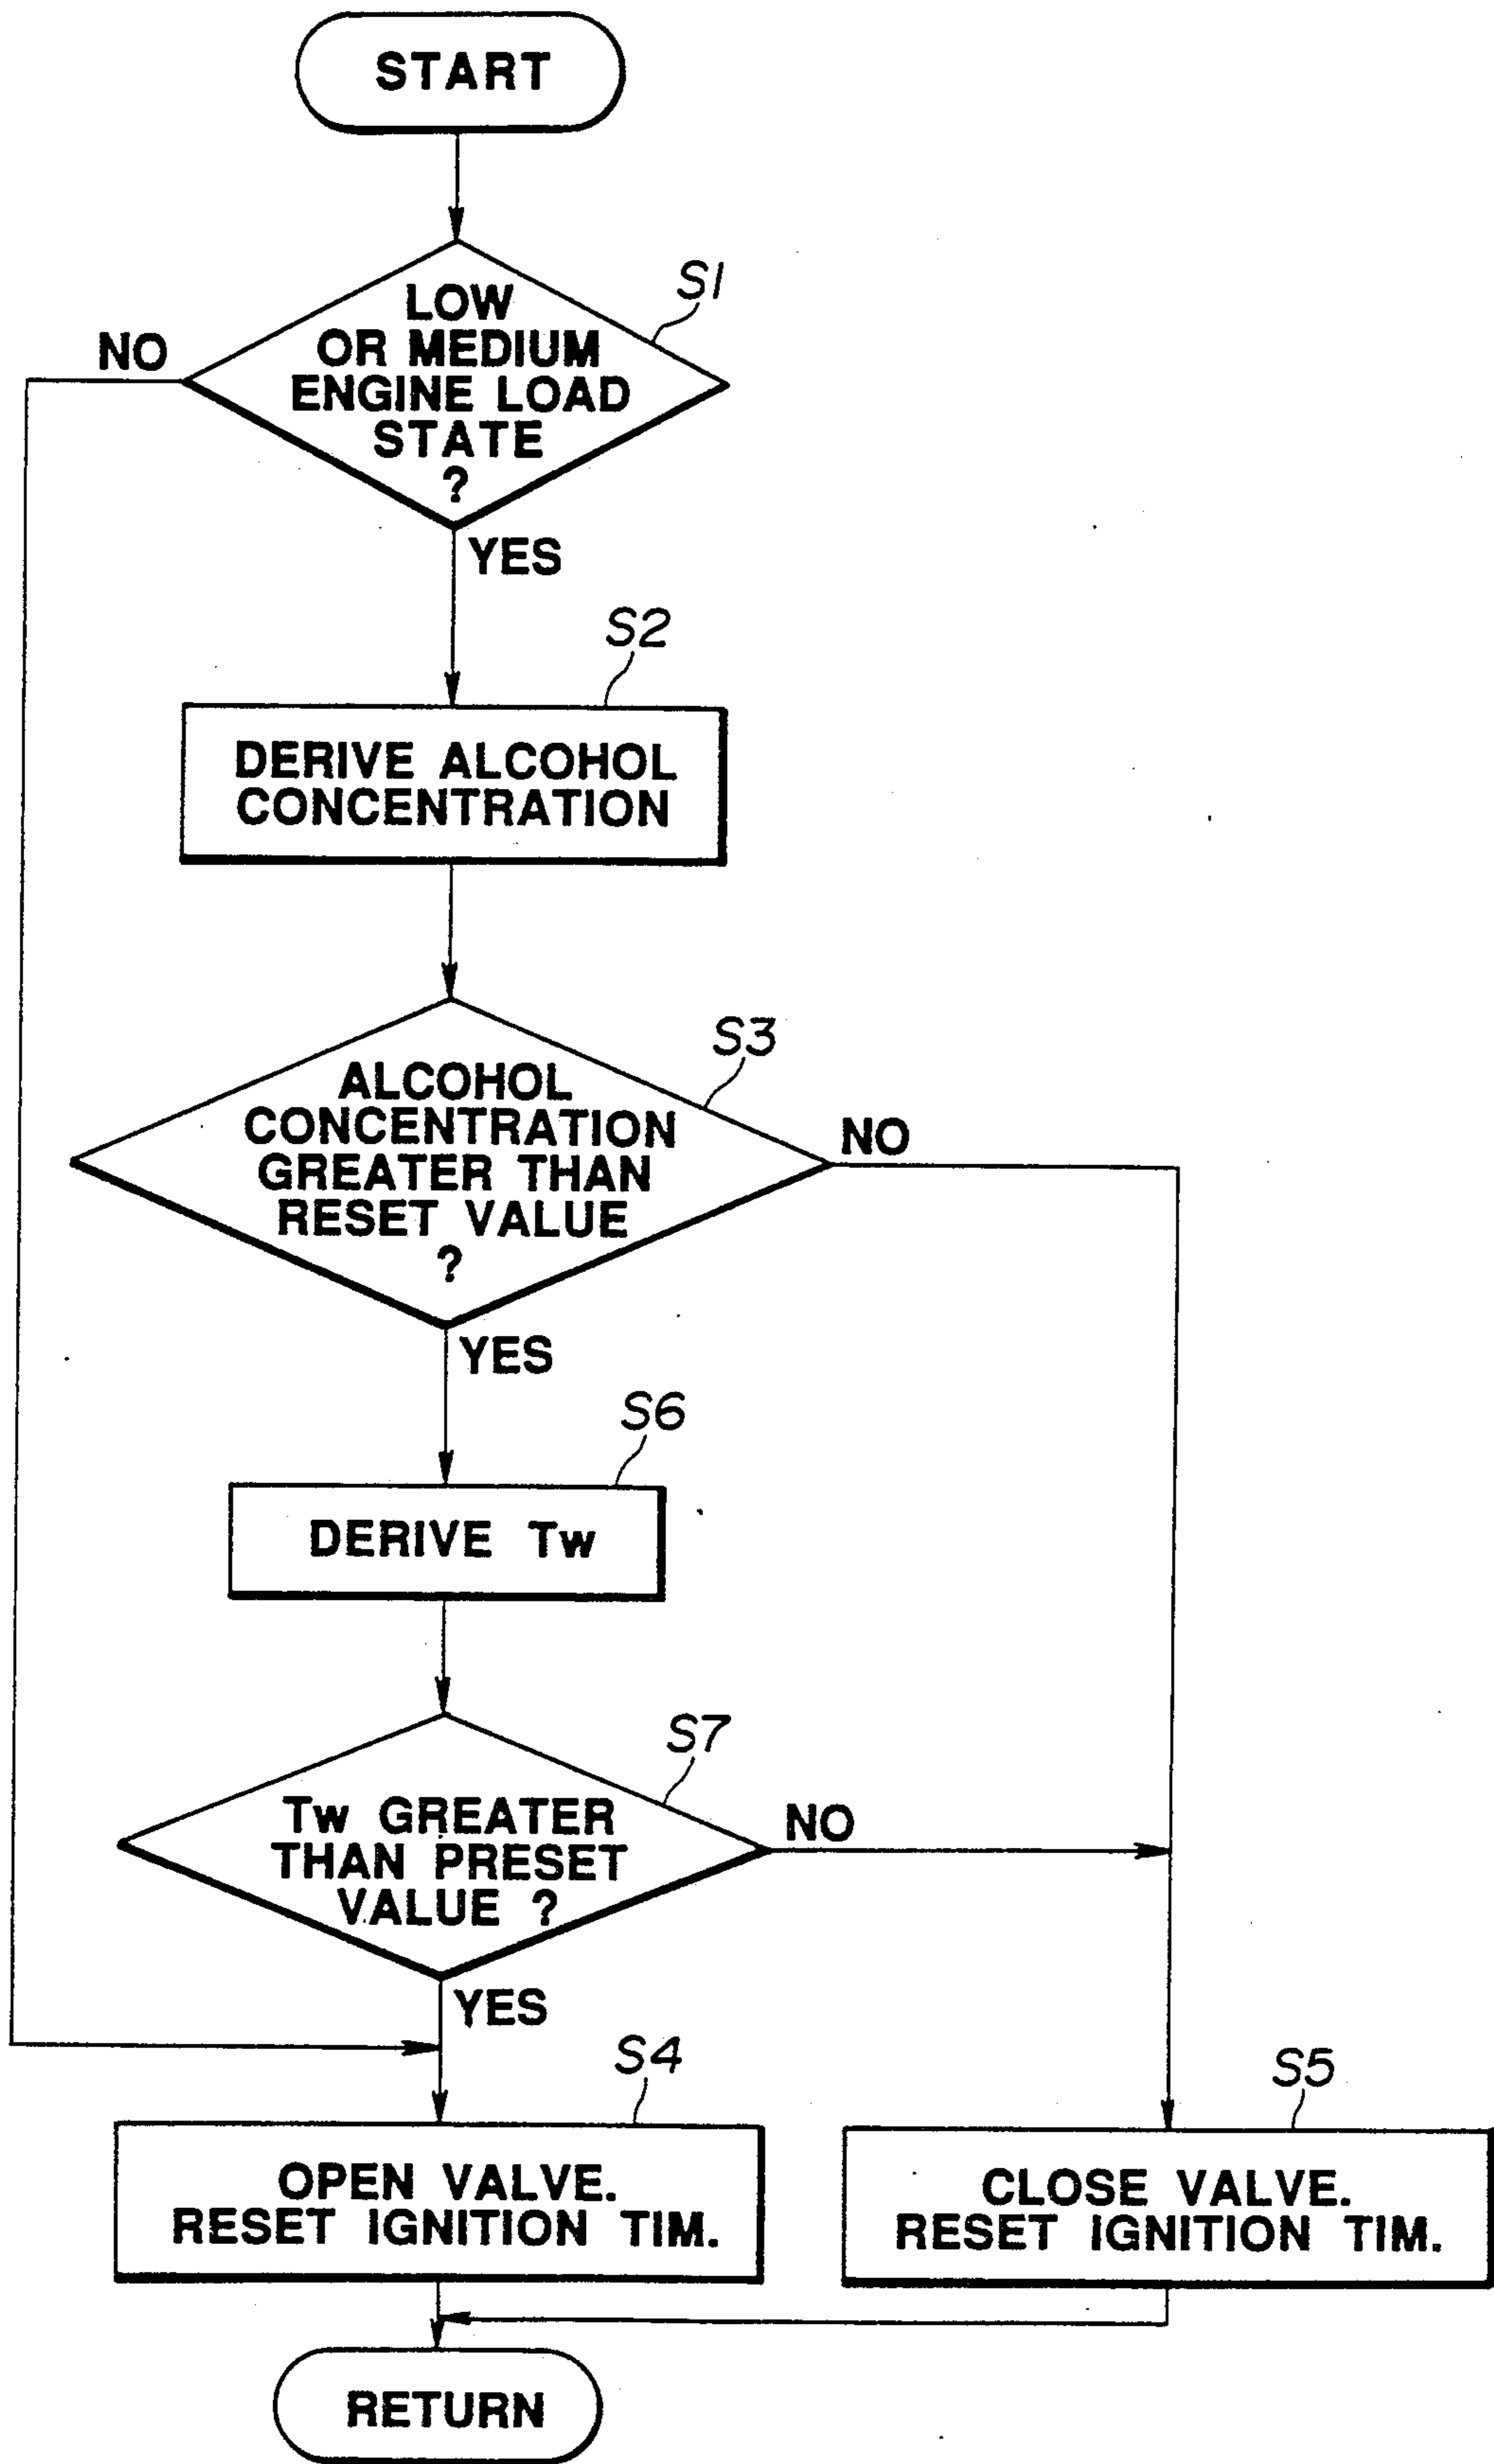 START
S1
LOW
OR MEDIUM
ENGINE LOAD
STATE
?
NO
YES
S2
DERIVE ALCOHOL
CONCENTRATION
S3
ALCOHOL
CONCENTRATION
GREATER THAN
RESET VALUE
?
NO
YES
S6
DERIVE Tw
S7
Tw GREATER
THAN PRESET
VALUE ?
NO
YES
S4
OPEN VALVE.
RESET IGNITION TIM.
S5
CLOSE VALVE.
RESET IGNITION TIM.
RETURN